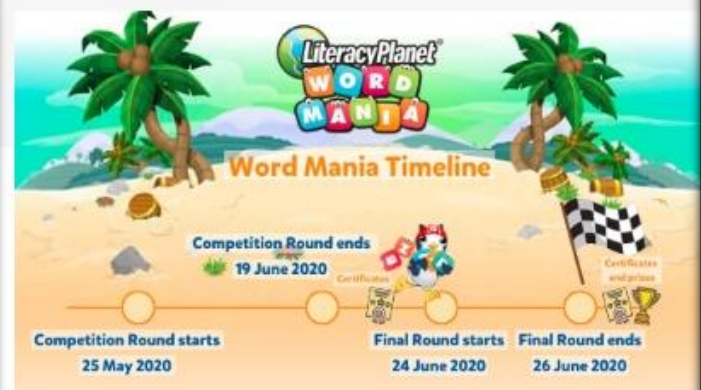 LiteracyPlanet®
WORD
MANIA
Word Mania Timeline
Competition Round ends
19 June 2020
Certificates
Certificates
and prizes
Competition Round starts
25 May 2020
Final Round starts
24 June 2020
Final Round ends
26 June 2020